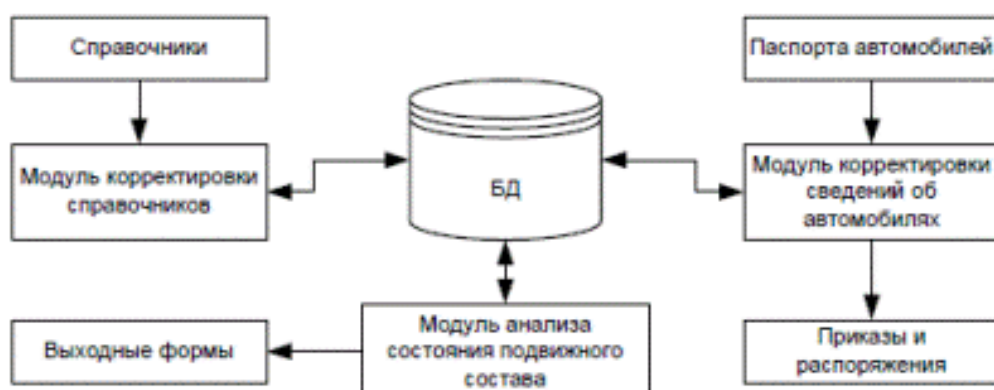 Справочники
Паспорта автомобилей
Модуль корректировки
справочников
БД
Модуль корректировки
сведений об
автомобилях
Выходные формы
Модуль анализа
состояния подвижного
состава
Приказы и
распоряжения